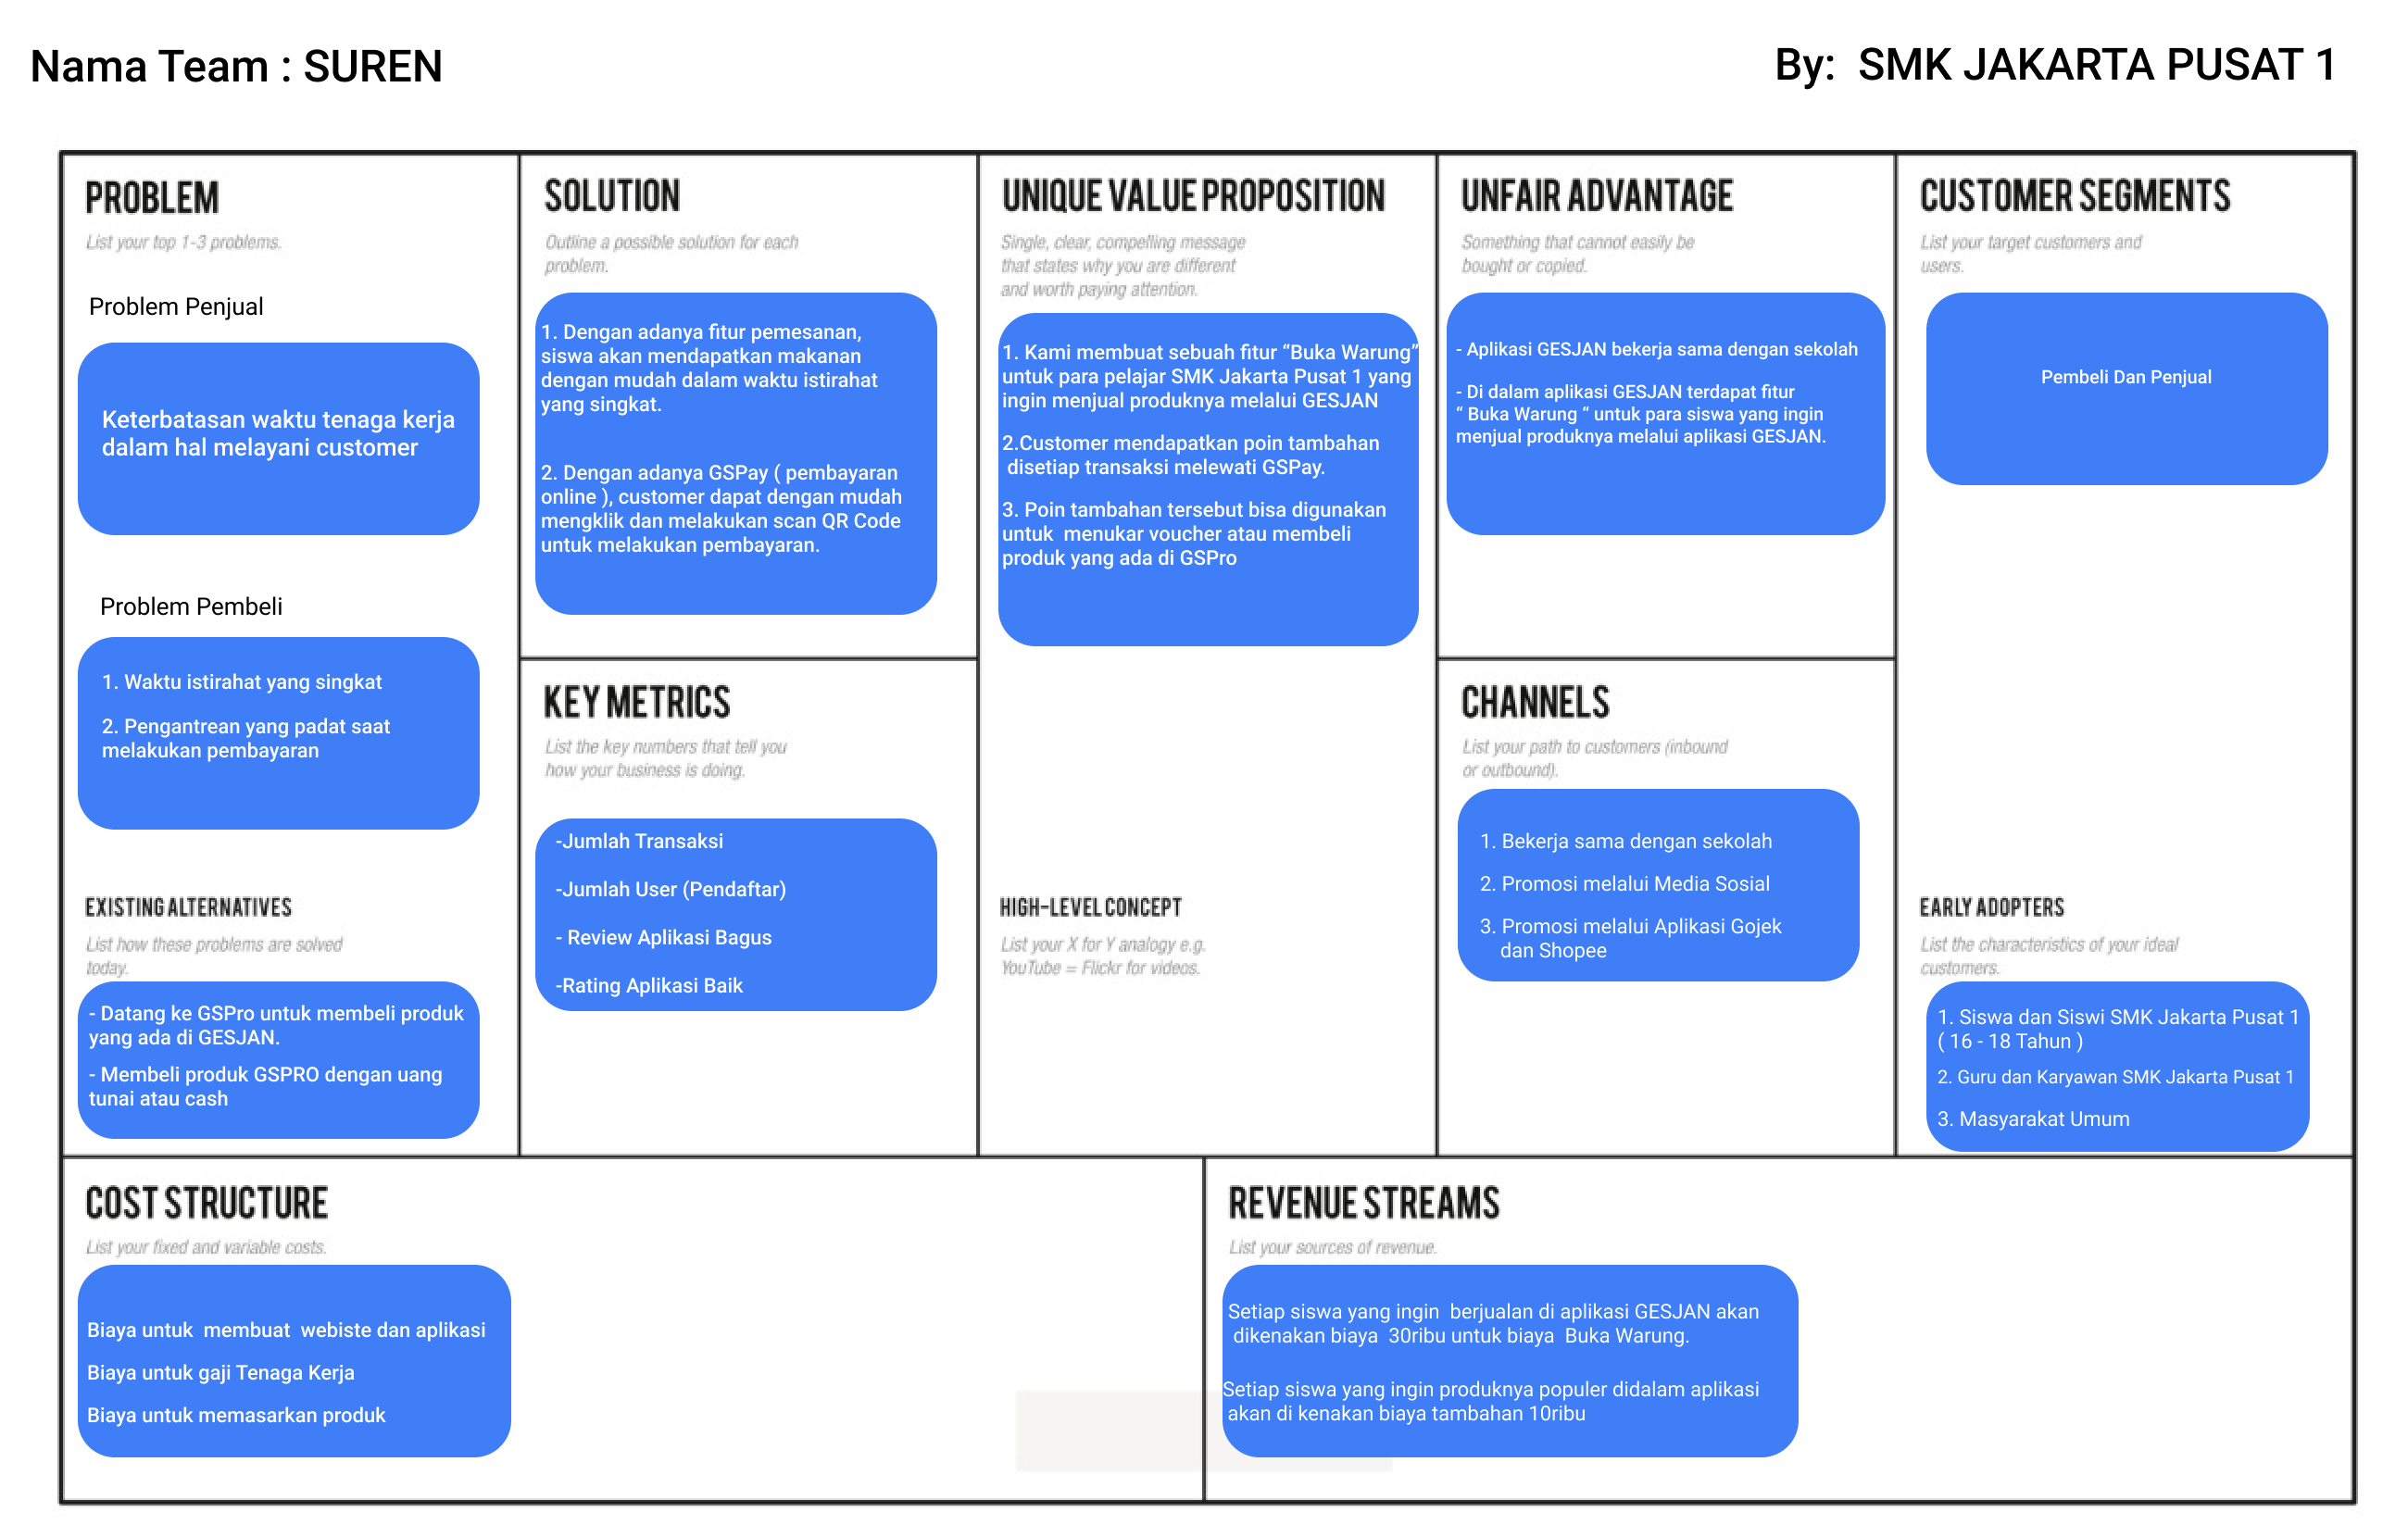 Nama Team : SUREN
By: SMK JAKARTA PUSAT 1
PROBLEM
List your top 1-3 problems.
Problem Penjual
Keterbatasan waktu tenaga kerja
dalam hal melayani customer
Problem Pembeli
1. Waktu istirahat yang singkat
2. Pengantrean yang padat saat
melakukan pembayaran
EXISTING ALTERNATIVES
List how these problems are solved
today.
- Datang ke GSPro untuk membeli produk
yang ada di GESJAN.
- Membeli produk GSPRO dengan uang
tunai atau cash
SOLUTION
Outline a possible solution for each
problem.
1. Dengan adanya fitur pemesanan,
siswa akan mendapatkan makanan
dengan mudah dalam waktu istirahat
yang singkat.
2. Dengan adanya GSPay ( pembayaran
online ), customer dapat dengan mudah
mengklik dan melakukan scan QR Code
untuk melakukan pembayaran.
KEY METRICS
List the key numbers that tell you
how your business is doing.
-Jumlah Transaksi
-Jumlah User (Pendaftar)
- Review Aplikasi Bagus
-Rating Aplikasi Baik
UNIQUE VALUE PROPOSITION
Single, clear, compelling message
that states why you are different
and worth paying attention.
1. Kami membuat sebuah fitur “Buka Warung”
untuk para pelajar SMK Jakarta Pusat 1 yang
ingin menjual produknya melalui GESJAN
2.Customer mendapatkan poin tambahan
disetiap transaksi melewati GSPay.
3. Poin tambahan tersebut bisa digunakan
untuk menukar voucher atau membeli
produk yang ada di GSPro
HIGH-LEVEL CONCEPT
List your X for Y analogy e.g.
YouTube = Flickr for videos.
UNFAIR ADVANTAGE
Something that cannot easily be
bought or copied.
- Aplikasi GESJAN bekerja sama dengan sekolah
- Di dalam aplikasi GESJAN terdapat fitur
“ Buka Warung “ untuk para siswa yang ingin
menjual produknya melalui aplikasi GESJAN.
CHANNELS
List your path to customers (inbound
or outbound).
1. Bekerja sama dengan sekolah
2. Promosi melalui Media Sosial
3. Promosi melalui Aplikasi Gojek
dan Shopee
CUSTOMER SEGMENTS
List your target customers and
users.
Pembeli Dan Penjual
EARLY ADOPTERS
List the characteristics of your ideal
customers.
1. Siswa dan Siswi SMK Jakarta Pusat 1
( 16 - 18 Tahun )
2. Guru dan Karyawan SMK Jakarta Pusat 1
3. Masyarakat Umum
COST STRUCTURE
List your fixed and variable costs.
Biaya untuk membuat webiste dan aplikasi
Biaya untuk gaji Tenaga Kerja
Biaya untuk memasarkan produk
REVENUE STREAMS
List your sources of revenue.
Setiap siswa yang ingin berjualan di aplikasi GESJAN akan
dikenakan biaya 30ribu untuk biaya Buka Warung.
Setiap siswa yang ingin produknya populer didalam aplikasi
akan di kenakan biaya tambahan 10ribu